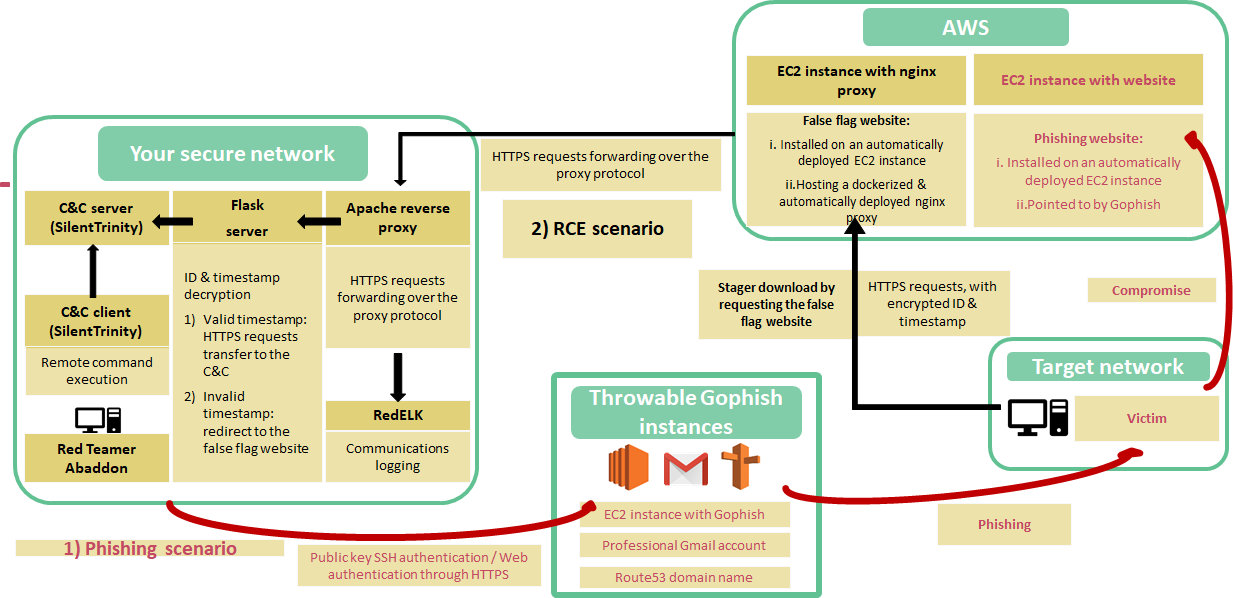 AWS
EC2 instance with nginx
proxy
EC2 instance with website
False flag website:
i. Installed on an automatically
deployed EC2 instance
ii.Hosting a dockerized &
automatically deployed nginx
proxy
Phishing website:
i. Installed on an automatically
deployed EC2 instance
ii.Pointed to by Gophish
Your secure network
HTTPS requests forwarding over the
proxy protocol
C&C server
(SilentTrinity)
Flask
server
Apache reverse
proxy
2) RCE scenario
ID & timestamp
decryption
1) Valid timestamp:
HTTPS requests
transfer to the
C&C
2) Invalid
timestamp:
redirect to the
false flag website
HTTPS requests
forwarding over the
proxy protocol
C&C client
(SilentTrinity)
Remote command
execution
Red Teamer
Abaddon
RedELK
Communications
logging
Stager download by
requesting the false
flag website
HTTPS requests, with
encrypted ID &
timestamp
Compromise
Target network
Victim
Throwable Gophish
instances
EC2 instance with Gophish
Professional Gmail account
Route53 domain name
Phishing
1) Phishing scenario
Public key SSH authentication / Web
authentication through HTTPS